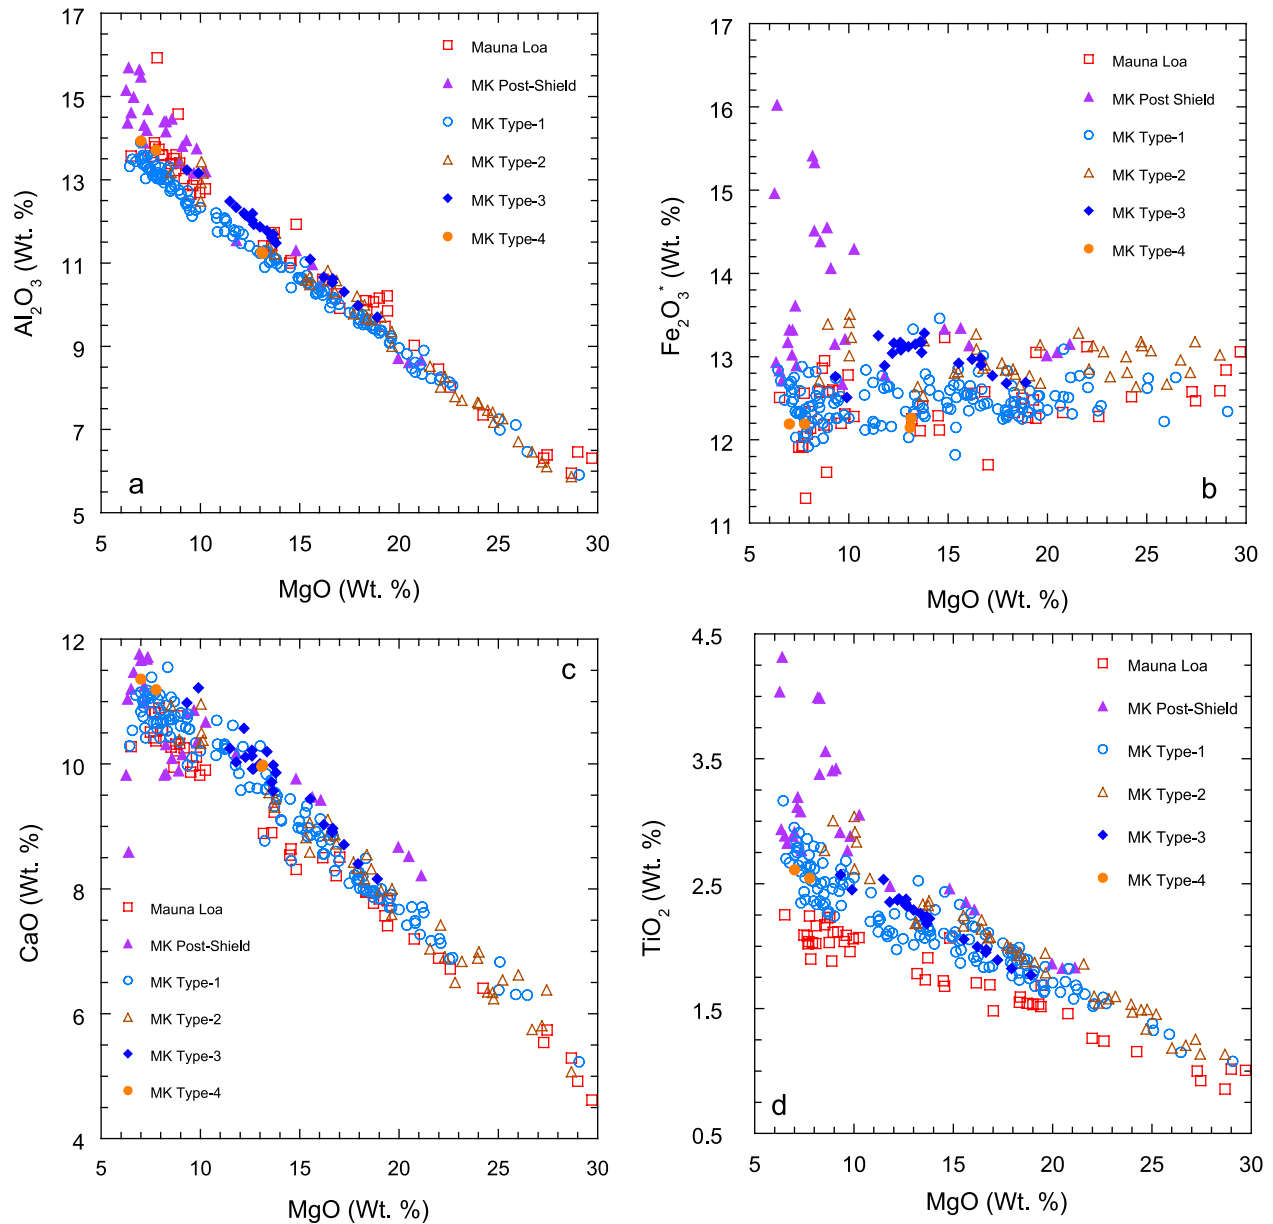 17
15
13
11
9
7
5
Al2O3 (Wt. %)
Mauna Loa
MK Post-Shield
MK Type-1
MK Type-2
MK Type-3
MK Type-4
a
5 10 15 20 25 30
MgO (Wt. %)
17
16
15
14
13
12
11
Fe2O3* (Wt. %)
Mauna Loa
MK Post Shield
MK Type-1
MK Type-2
MK Type-3
MK Type-4
b
5 10 15 20 25 30
MgO (Wt. %)
12
10
8
6
4
CaO (Wt. %)
c
Mauna Loa
MK Post-Shield
MK Type-1
MK Type-2
MK Type-3
MK Type-4
5 10 15 20 25 30
MgO (Wt. %)
4.5
3.5
2.5
1.5
0.5
TiO2 (Wt. %)
Mauna Loa
MK Post-Shield
MK Type-1
MK Type-2
MK Type-3
MK Type-4
d
5 10 15 20 25 30
MgO (Wt. %)